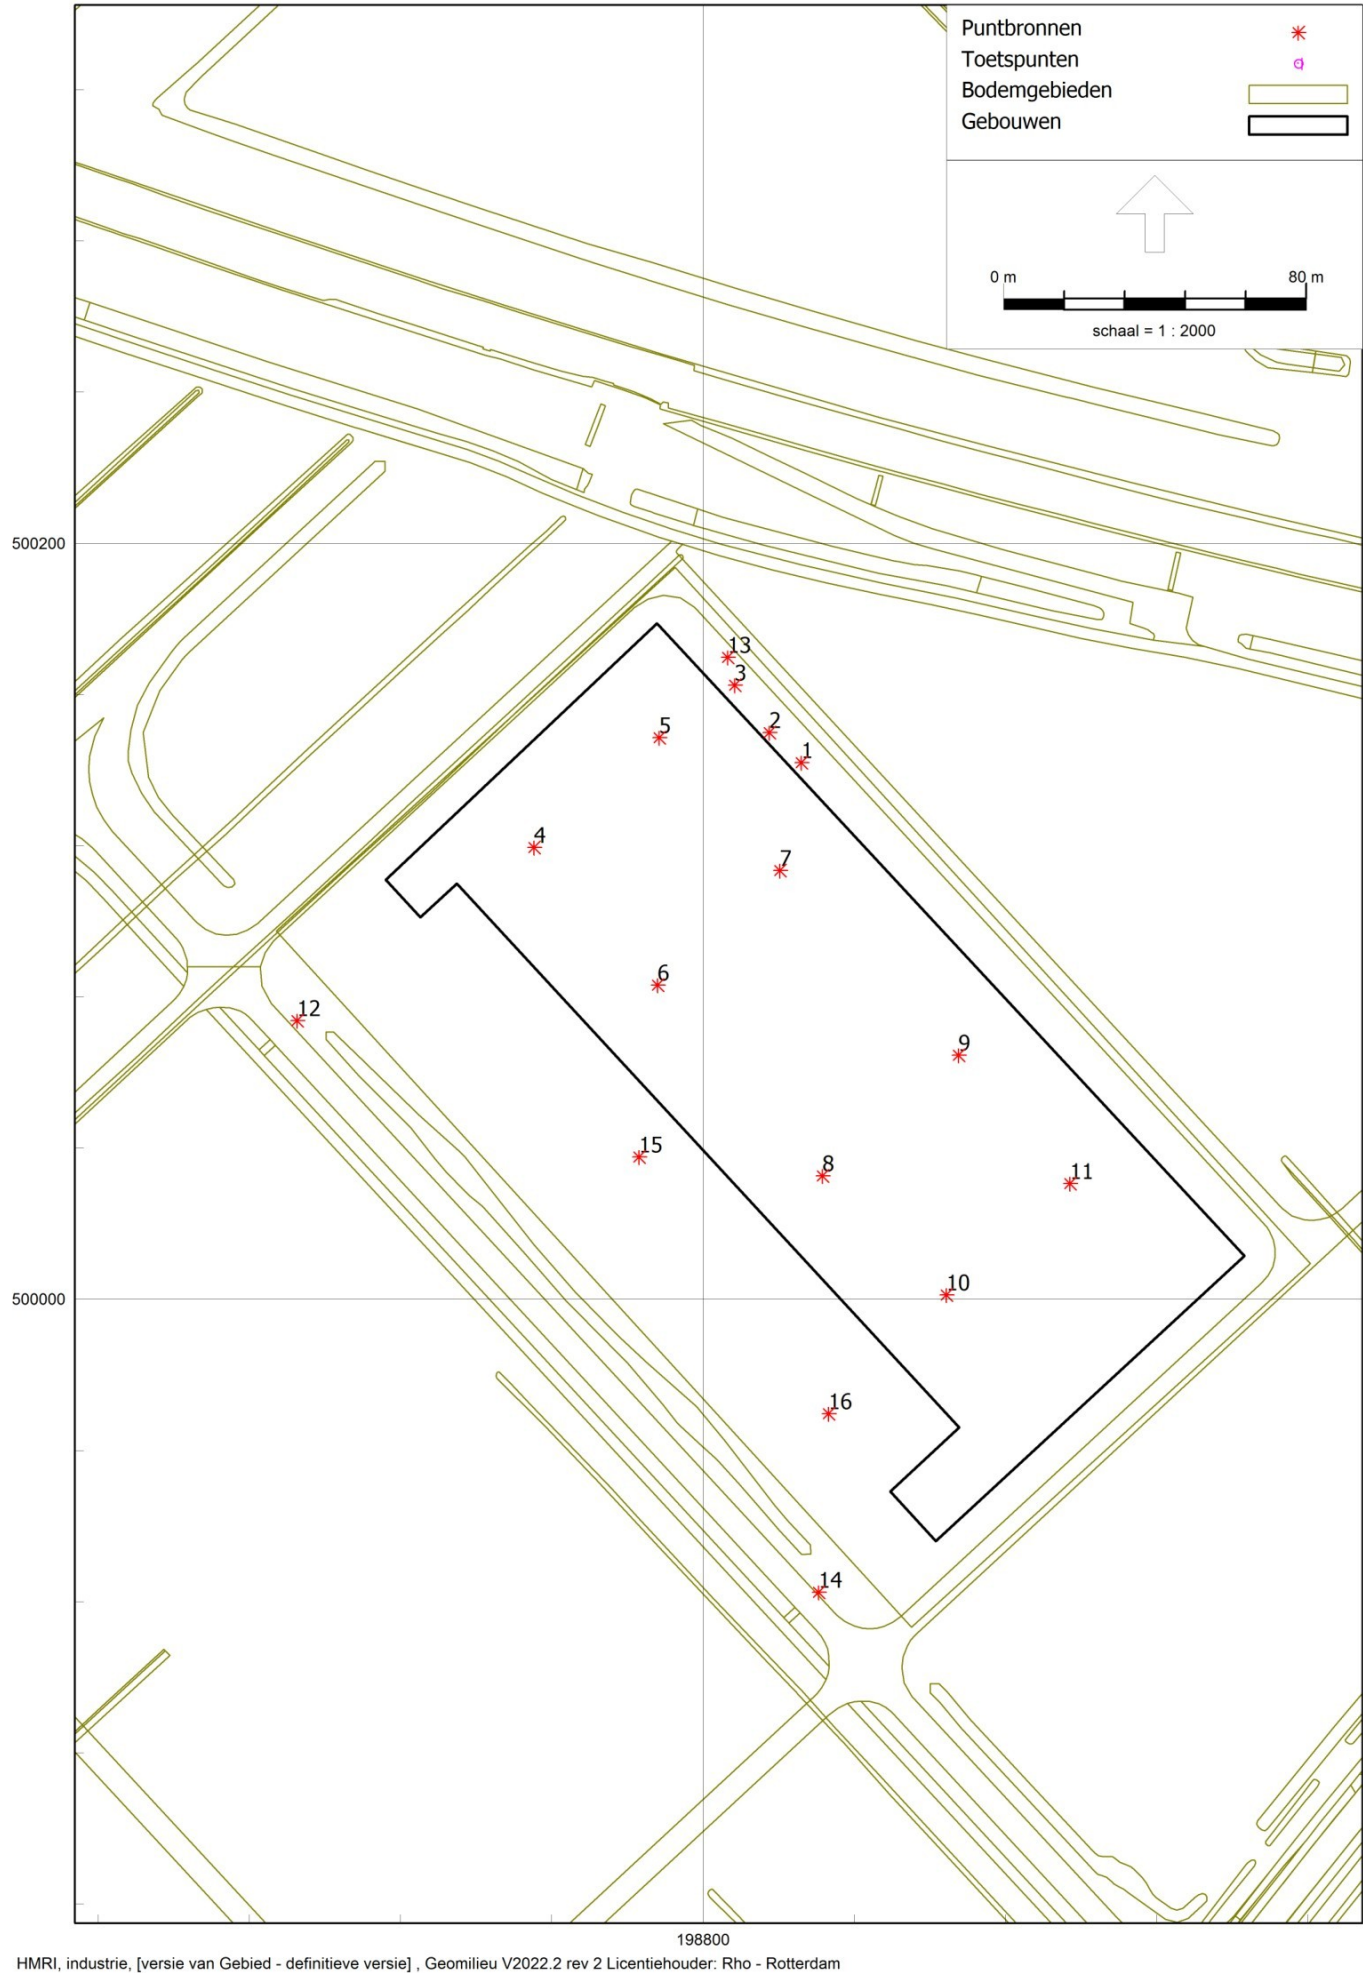 Puntbronnen
Toetspunten
Bodemgebieden
Gebouwen
0 m 80 m
schaal = 1 : 2000
500200
13
3
2
5
1
4
7
6
12
9
15
8
11
10
500000
16
14
198800
HMRI, industrie, [versie van Gebied - definitieve versie] , Geomilieu V2022.2 rev 2 Licentiehouder: Rho - Rotterdam